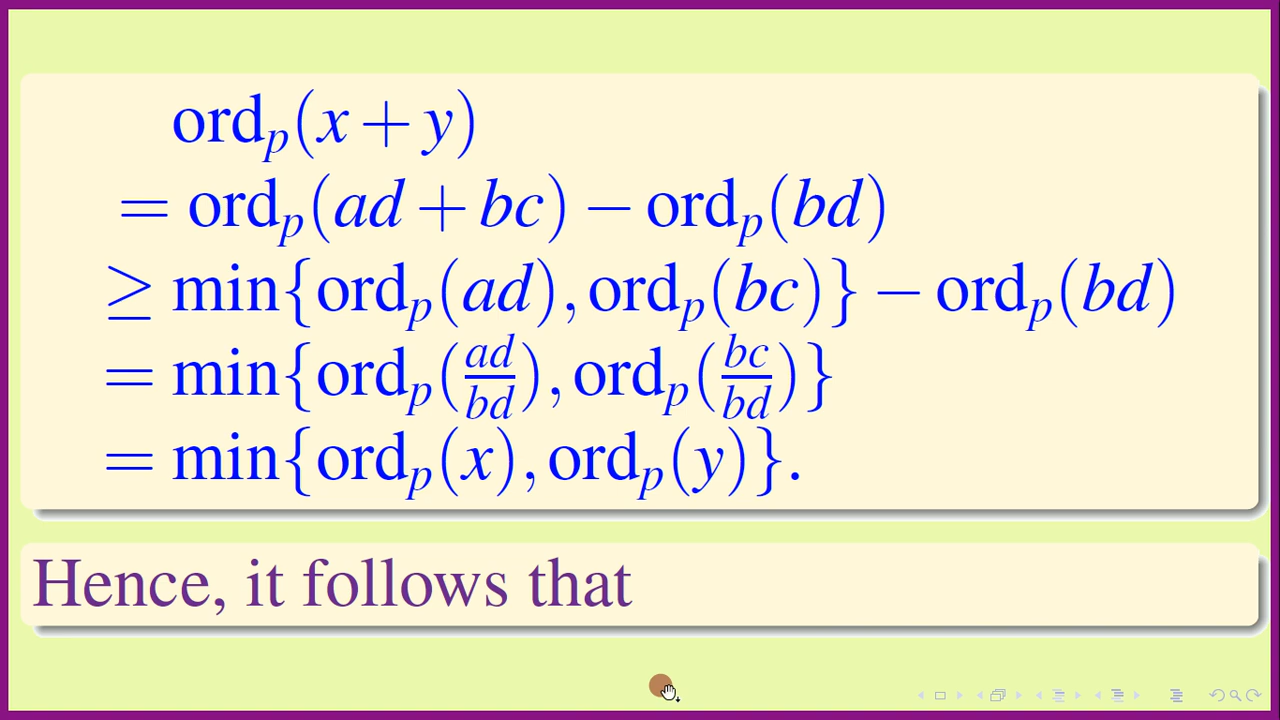 ord_p(x + y)
= ord_p(ad + bc) − ord_p(bd)
≥ min{ord_p(ad), ord_p(bc)} − ord_p(bd)
= min{ord_p(ad/bd), ord_p(bc/bd)}
= min{ord_p(x), ord_p(y)}.
Hence, it follows that